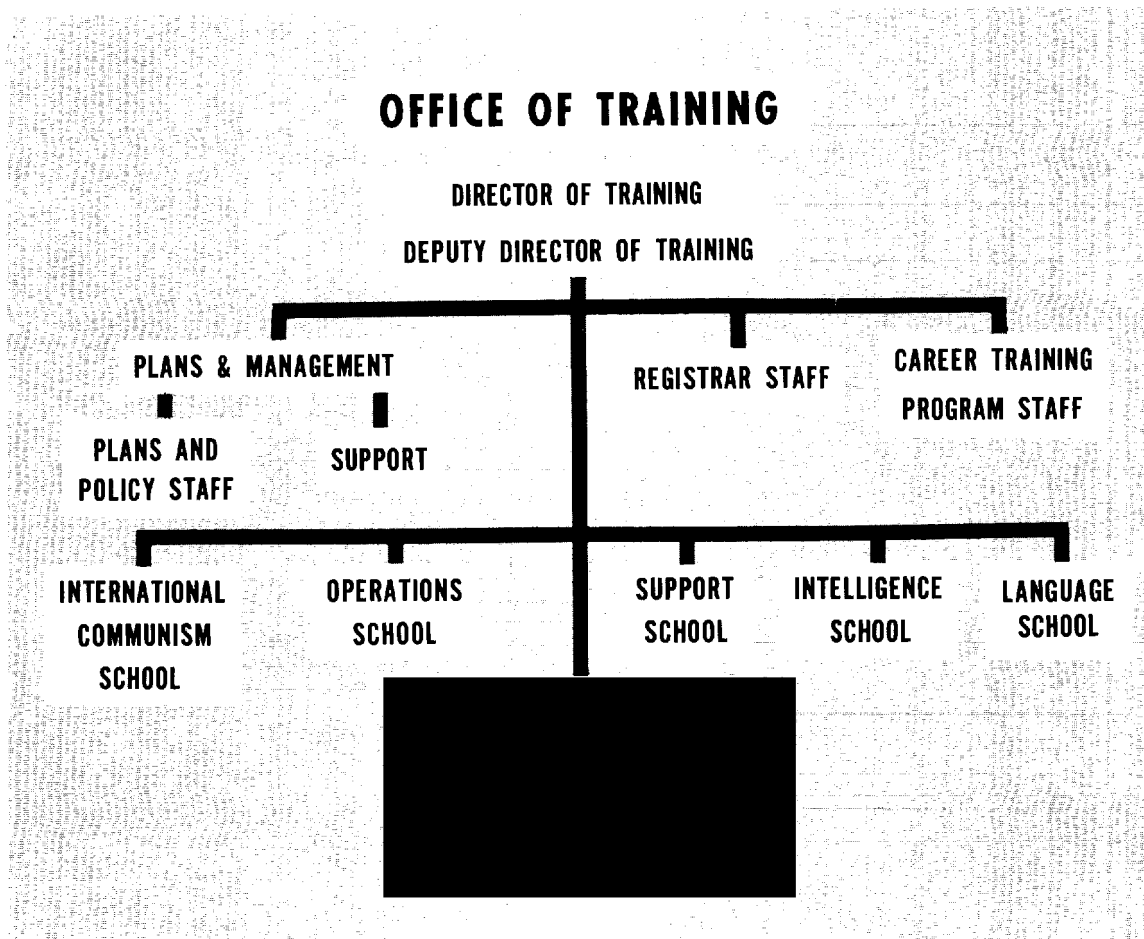 OFFICE OF TRAINING
DIRECTOR OF TRAINING
DEPUTY DIRECTOR OF TRAINING
PLANS & MANAGEMENT
REGISTRAR STAFF
CAREER TRAINING
PROGRAM STAFF
PLANS AND
POLICY STAFF
SUPPORT
INTERNATIONAL
COMMUNISM
SCHOOL
OPERATIONS
SCHOOL
SUPPORT
SCHOOL
INTELLIGENCE
SCHOOL
LANGUAGE
SCHOOL